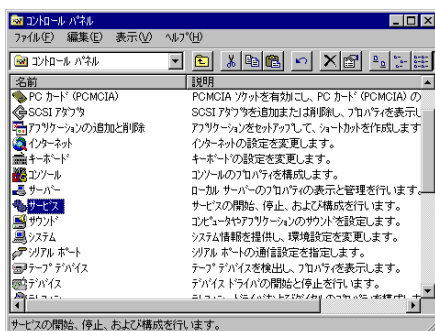 コントロール パネル
ファイル(F) 編集(E) 表示(V) ヘルプ(H)
コントロール パネル
名前 説明
PC カード (PCMCIA) PCMCIA ソケットを有効にし、PC カード (PCMCIA) の
SCSI アダプタ SCSI アダプタを追加または削除し、プロパティを表示し
アプリケーションの追加と削除 アプリケーションをセットアップして、ショートカットを作成します
インターネット インターネットの設定を変更します。
キーボード キーボードの設定を変更します。
コンソール コンソールのプロパティを構成します。
サーバー ローカル サーバーのプロパティの表示と管理を行います。
サービス サービスの開始、停止、および構成を行います。
サウンド コンピュータやアプリケーションのサウンドを設定します。
システム システム情報を提供し、環境設定を変更します。
シリアル ポート シリアル ポートの通信設定を指定します。
テープ デバイス テープ デバイスを検出し、プロパティを表示します。
デバイス デバイス ドライバの開始と停止を行います。
サービスの開始、停止、および構成を行います。